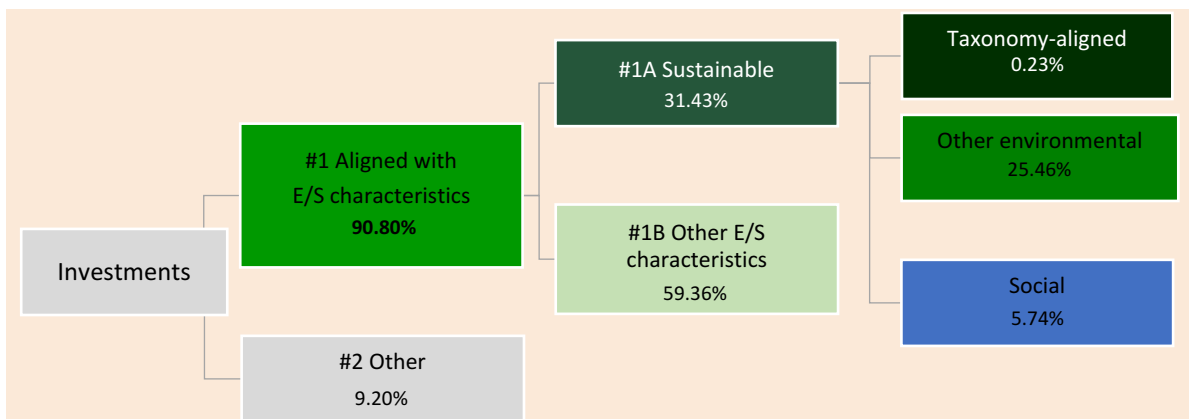 Investments
#1 Aligned with
E/S characteristics
90.80%
#2 Other
9.20%
#1A Sustainable
31.43%
#1B Other E/S
characteristics
59.36%
Taxonomy-aligned
0.23%
Other environmental
25.46%
Social
5.74%